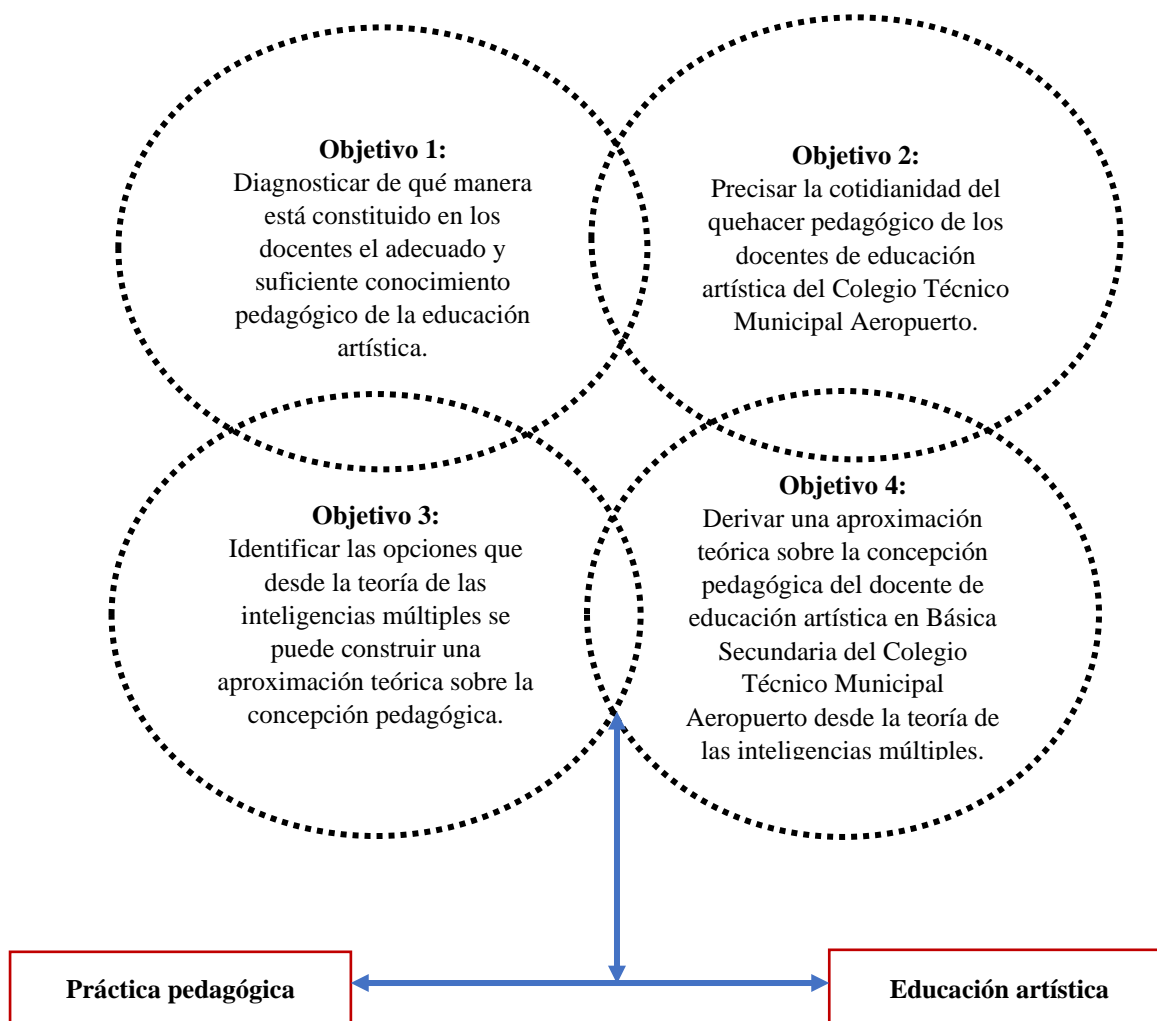 Objetivo 1:
Diagnosticar de qué manera
está constituido en los
docentes el adecuado y
suficiente conocimiento
pedagógico de la educación
artística.
Objetivo 2:
Precisar la cotidianidad del
quehacer pedagógico de los
docentes de educación
artística del Colegio Técnico
Municipal Aeropuerto.
Objetivo 3:
Identificar las opciones que
desde la teoría de las
inteligencias múltiples se
puede construir una
aproximación teórica sobre la
concepción pedagógica.
Objetivo 4:
Derivar una aproximación
teórica sobre la concepción
pedagógica del docente de
educación artística en Básica
Secundaria del Colegio
Técnico Municipal
Aeropuerto desde la teoría de
las inteligencias múltiples.
Práctica pedagógica
Educación artística